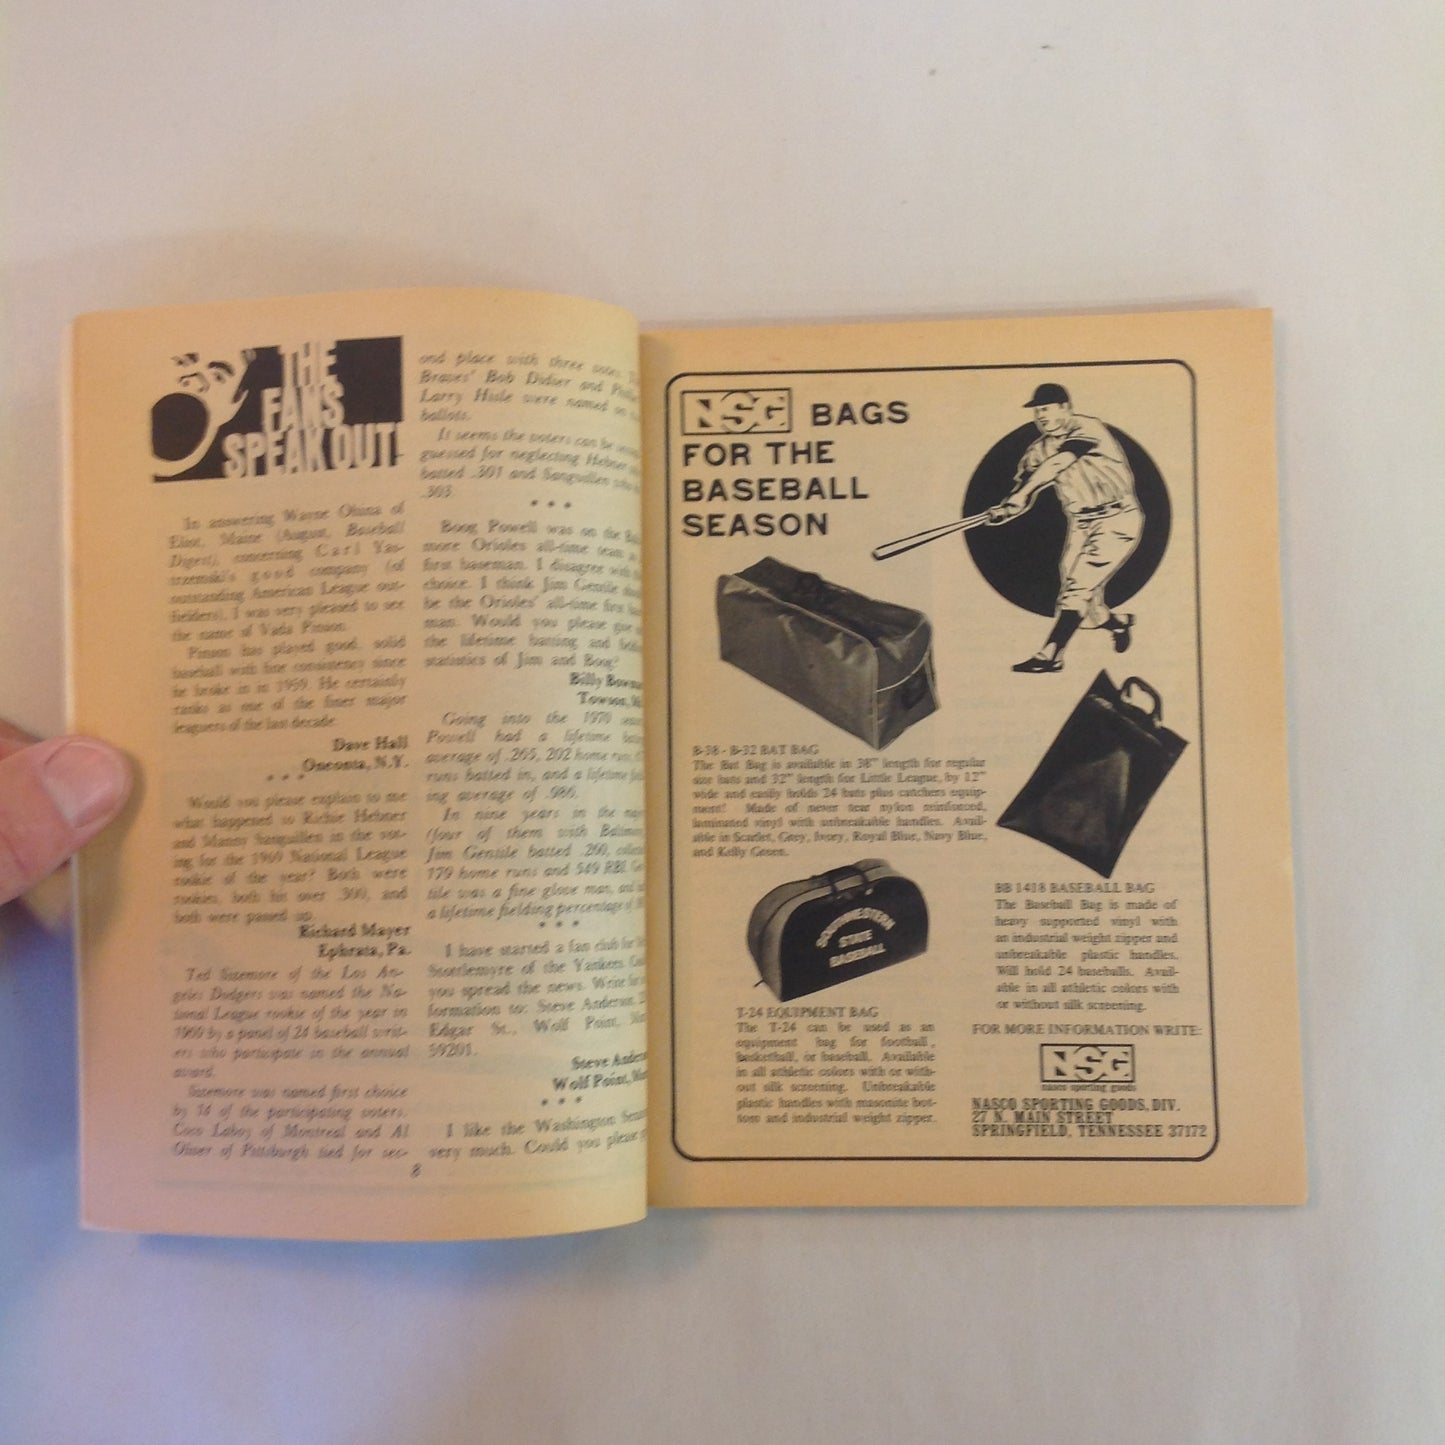 THE
FANS
SPEAK OUT!
In answering Wayne Ohina of
Eliot, Maine (August, Baseball
Digest), concerning Carl Yas-
trzemski's good company (of
outstanding American League out-
fielders), I was very pleased to see
the name of Vada Pinson.
Pinson has played good, solid
baseball with fine consistency since
he broke in in 1959. He certainly
ranks as one of the finer major
leaguers of the last decade.
Dave Hall
Oneonta, N.Y.
* * *
Would you please explain to me
what happened to Richie Hebner
and Manny Sanguillen in the vot-
ing for the 1969 National League
rookie of the year? Both were
rookies, both hit over .300, and
both were passed up.
Richard Mayer
Ephrata, Pa.
Ted Sizemore of the Los An-
geles Dodgers was named the Na-
tional League rookie of the year in
1969 by a panel of 24 baseball writ-
ers who participate in the annual
award.
Sizemore was named first choice
by 14 of the participating voters.
Coco Laboy of Montreal and Al
Oliver of Pittsburgh tied for sec-
ond place with three votes.
Braves' Bob Didier and
Larry Hisle were named on
ballots.
It seems the voters can be
guessed for neglecting Hebner
batted .301 and Sanguillen who
.303.
* * *
Boog Powell was on the
more Orioles all-time team as
first baseman. I disagree with
choice. I think Jim Gentile
be the Orioles' all-time first
man. Would you please give
the lifetime batting and
statistics of Jim and Boog?
Billy
Towson,
Going into the 1970
Powell had a lifetime
average of .265, 202 home runs,
runs batted in, and a lifetime
ing average of .986.
In nine years in the
(four of them with
Jim Gentile batted .260,
179 home runs and 549 RBI.
tile was a fine glove man, and
a lifetime fielding percentage of
* * *
I have started a fan club for
Stottlemyre of the Yankees.
you spread the news. Write for
formation to: Steve Anderson,
Edgar St., Wolf Point,
59201.
Steve
Wolf Point,
* * *
I like the Washington
very much. Could you please
8
NSG BAGS
FOR THE
BASEBALL
SEASON
B-38 - B-32 BAT BAG
The Bat Bag is available in 38" length for regular
size bats and 32" length for Little League, by 12"
wide and easily holds 24 bats plus catchers equip-
ment! Made of never tear nylon reinforced,
laminated vinyl with unbreakable handles. Avail-
able in Scarlet, Grey, Ivory, Royal Blue, Navy Blue,
and Kelly Green.
SOUTHWESTERN
STATE
BASEBALL
T-24 EQUIPMENT BAG
The T-24 can be used as an
equipment bag for football,
basketball, or baseball. Available
in all athletic colors with or with-
out silk screening. Unbreakable
plastic handles with masonite bot-
tom and industrial weight zipper.
BB 1418 BASEBALL BAG
The Baseball Bag is made of
heavy supported vinyl with
an industrial weight zipper and
unbreakable plastic handles.
Will hold 24 baseballs. Avail-
able in all athletic colors with
or without silk screening.
FOR MORE INFORMATION WRITE:
NSG
nasco sporting goods
NASCO SPORTING GOODS, DIV.
27 N. MAIN STREET
SPRINGFIELD, TENNESSEE 37172